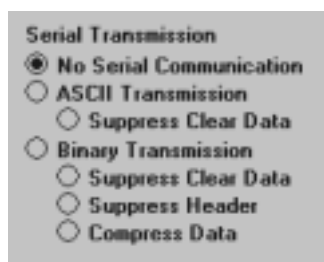 Serial Transmission
No Serial Communication
ASCII Transmission
Suppress Clear Data
Binary Transmission
Suppress Clear Data
Suppress Header
Compress Data